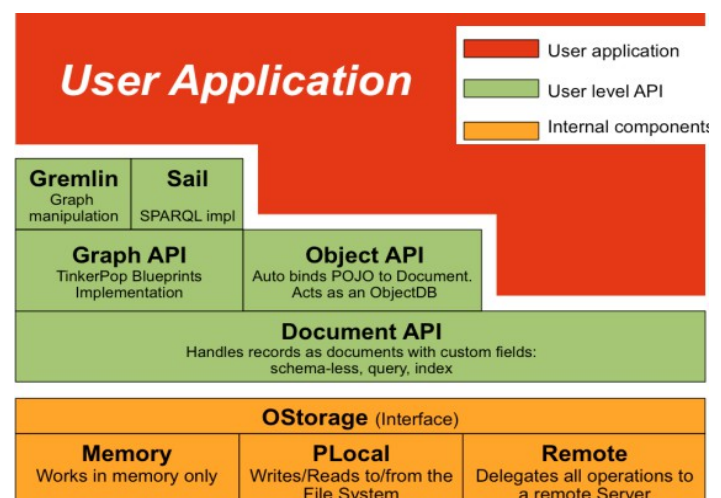 User Application
User application
User level API
Internal components
Gremlin
Graph
manipulation
Sail
SPARQL impl
Graph API
TinkerPop Blueprints
Implementation
Object API
Auto binds POJO to Document.
Acts as an ObjectDB
Document API
Handles records as documents with custom fields:
schema-less, query, index
OStorage (Interface)
Memory
Works in memory only
PLocal
Writes/Reads to/from the
File System
Remote
Delegates all operations to
a remote Server